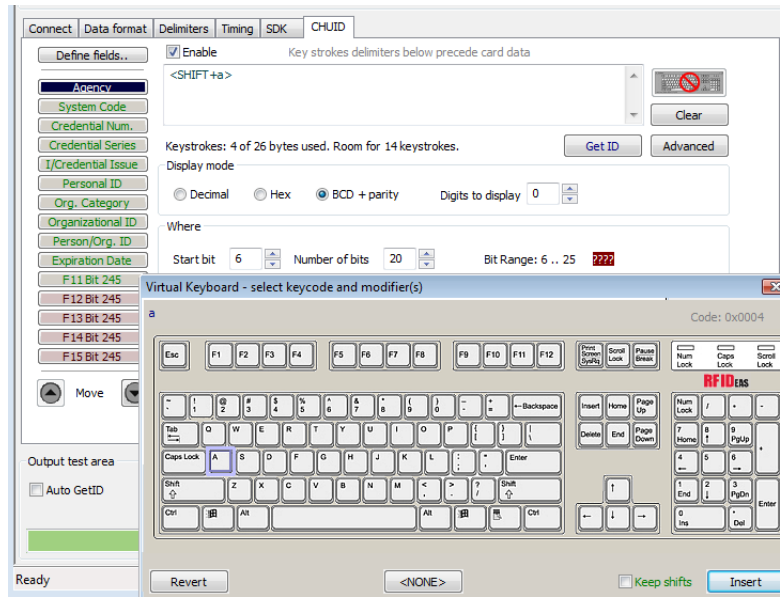 Connect Data format Delimiters Timing SDK CHUID
Define fields..
Enable Key strokes delimiters below precede card data
<SHIFT+a>
Agency
System Code
Clear
Credential Num.
Credential Series
Keystrokes: 4 of 26 bytes used. Room for 14 keystrokes. Get ID Advanced
I/Credential Issue
Display mode
Personal ID
Decimal Hex BCD + parity Digits to display 0
Org. Category
Organizational ID
Where
Person/Org. ID
Expiration Date
Start bit 6 Number of bits 20 Bit Range: 6 .. 25 ????
F11 Bit 245
F12 Bit 245
F13 Bit 245
F14 Bit 245
F15 Bit 245
Move
Output test area
Auto GetID
Ready
Virtual Keyboard - select keycode and modifier(s)
a Code: 0x0004
Esc F1 F2 F3 F4 F5 F6 F7 F8 F9 F10 F11 F12 Print Screen SysRq Scroll Lock Pause Break Num Lock Caps Lock Scroll Lock
RFIDEAS
~ ` ! 1 @ 2 # 3 $ 4 % 5 ^ 6 & 7 * 8 ( 9 ) 0 _ - + = ←Backspace Insert Home Page Up Num Lock / * -
Tab Q W E R T Y U I O P { [ } ] | \ Delete End Page Down 7 Home 8 ↑ 9 PgUp +
Caps Lock A S D F G H J K L : ; " ' Enter 4 ← 5 6 →
Shift Z X C V B N M < , > . ? / Shift ↑ 1 End 2 ↓ 3 PgDn Enter
Ctrl Alt Alt Ctrl ← ↓ → 0 Ins . Del
Revert <NONE> Keep shifts Insert